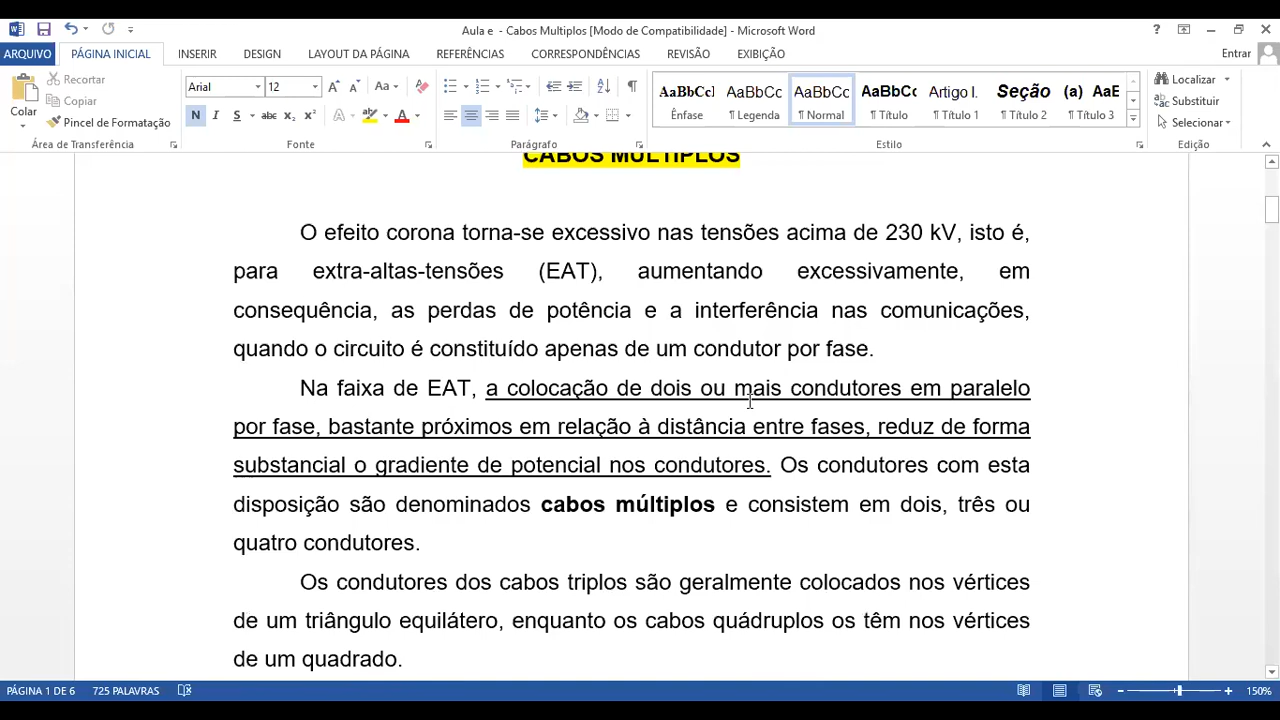 Aula e - Cabos Multiplos [Modo de Compatibilidade] - Microsoft Word
ARQUIVO PÁGINA INICIAL INSERIR DESIGN LAYOUT DA PÁGINA REFERÊNCIAS CORRESPONDÊNCIAS REVISÃO EXIBIÇÃO Entrar
Colar
Recortar
Copiar
Pincel de Formatação
Arial 12
N I S abc x₂ x²
AaBbCcl AaBbCc AaBbCc AaBbCc Artigo I. Seção (a) AaE
Ênfase ¶ Legenda ¶ Normal ¶ Título ¶ Título 1 ¶ Título 2 ¶ Título 3
Localizar
Substituir
Selecionar
Área de Transferência Fonte Parágrafo Estilo Edição
CABOS MÚLTIPLOS
O efeito corona torna-se excessivo nas tensões acima de 230 kV, isto é,
para extra-altas-tensões (EAT), aumentando excessivamente, em
consequência, as perdas de potência e a interferência nas comunicações,
quando o circuito é constituído apenas de um condutor por fase.
Na faixa de EAT, a colocação de dois ou mais condutores em paralelo
por fase, bastante próximos em relação à distância entre fases, reduz de forma
substancial o gradiente de potencial nos condutores. Os condutores com esta
disposição são denominados cabos múltiplos e consistem em dois, três ou
quatro condutores.
Os condutores dos cabos triplos são geralmente colocados nos vértices
de um triângulo equilátero, enquanto os cabos quádruplos os têm nos vértices
de um quadrado.
PÁGINA 1 DE 6 725 PALAVRAS 150%